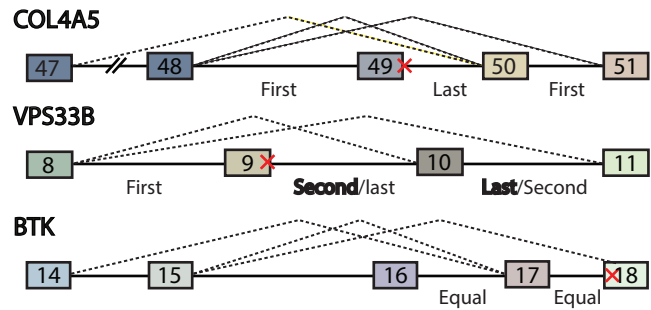 COL4A5
47 48 49 50 51
First Last First
VPS33B
8 9 10 11
First Second/last Last/Second
BTK
14 15 16 17 18
Equal Equal